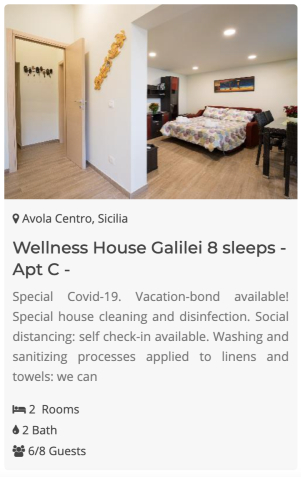 Avola Centro, Sicilia
Wellness House Galilei 8 sleeps -
Apt C -
Special Covid-19. Vacation-bond available!
Special house cleaning and disinfection. Social
distancing: self check-in available. Washing and
sanitizing processes applied to linens and
towels: we can
2 Rooms
2 Bath
6/8 Guests